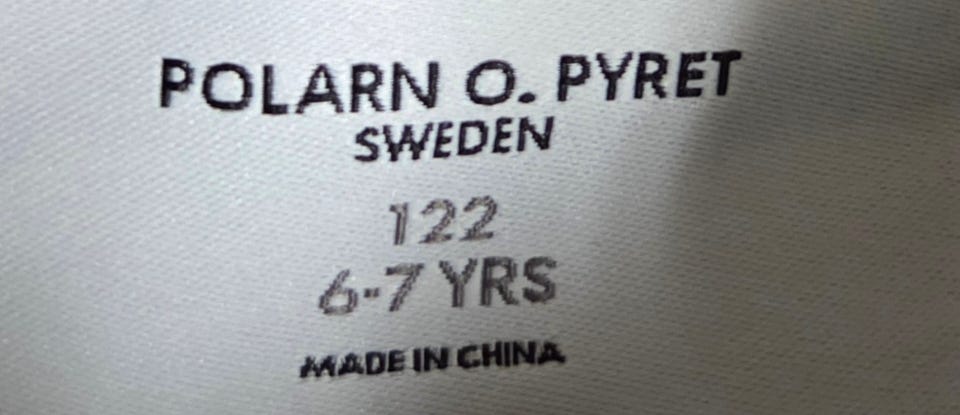 POLARN O. PYRET
SWEDEN
122
6-7 YRS
MADE IN CHINA